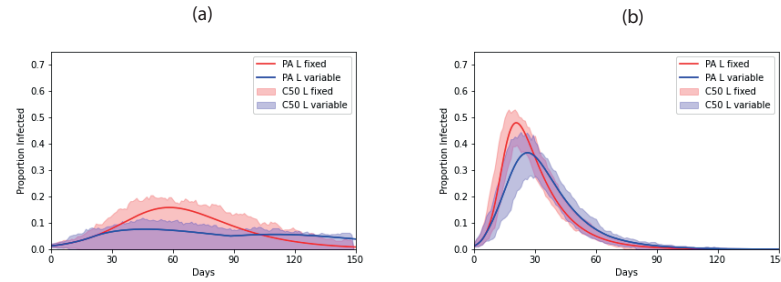 (a)
0.7
0.6
0.5
0.4
0.3
0.2
0.1
0.0
Proportion Infected
0 30 60 90 120 150
Days
PA L fixed
PA L variable
C50 L fixed
C50 L variable
(b)
0.7
0.6
0.5
0.4
0.3
0.2
0.1
0.0
Proportion Infected
0 30 60 90 120 15
Days
PA L fixed
PA L variable
C50 L fixed
C50 L variable